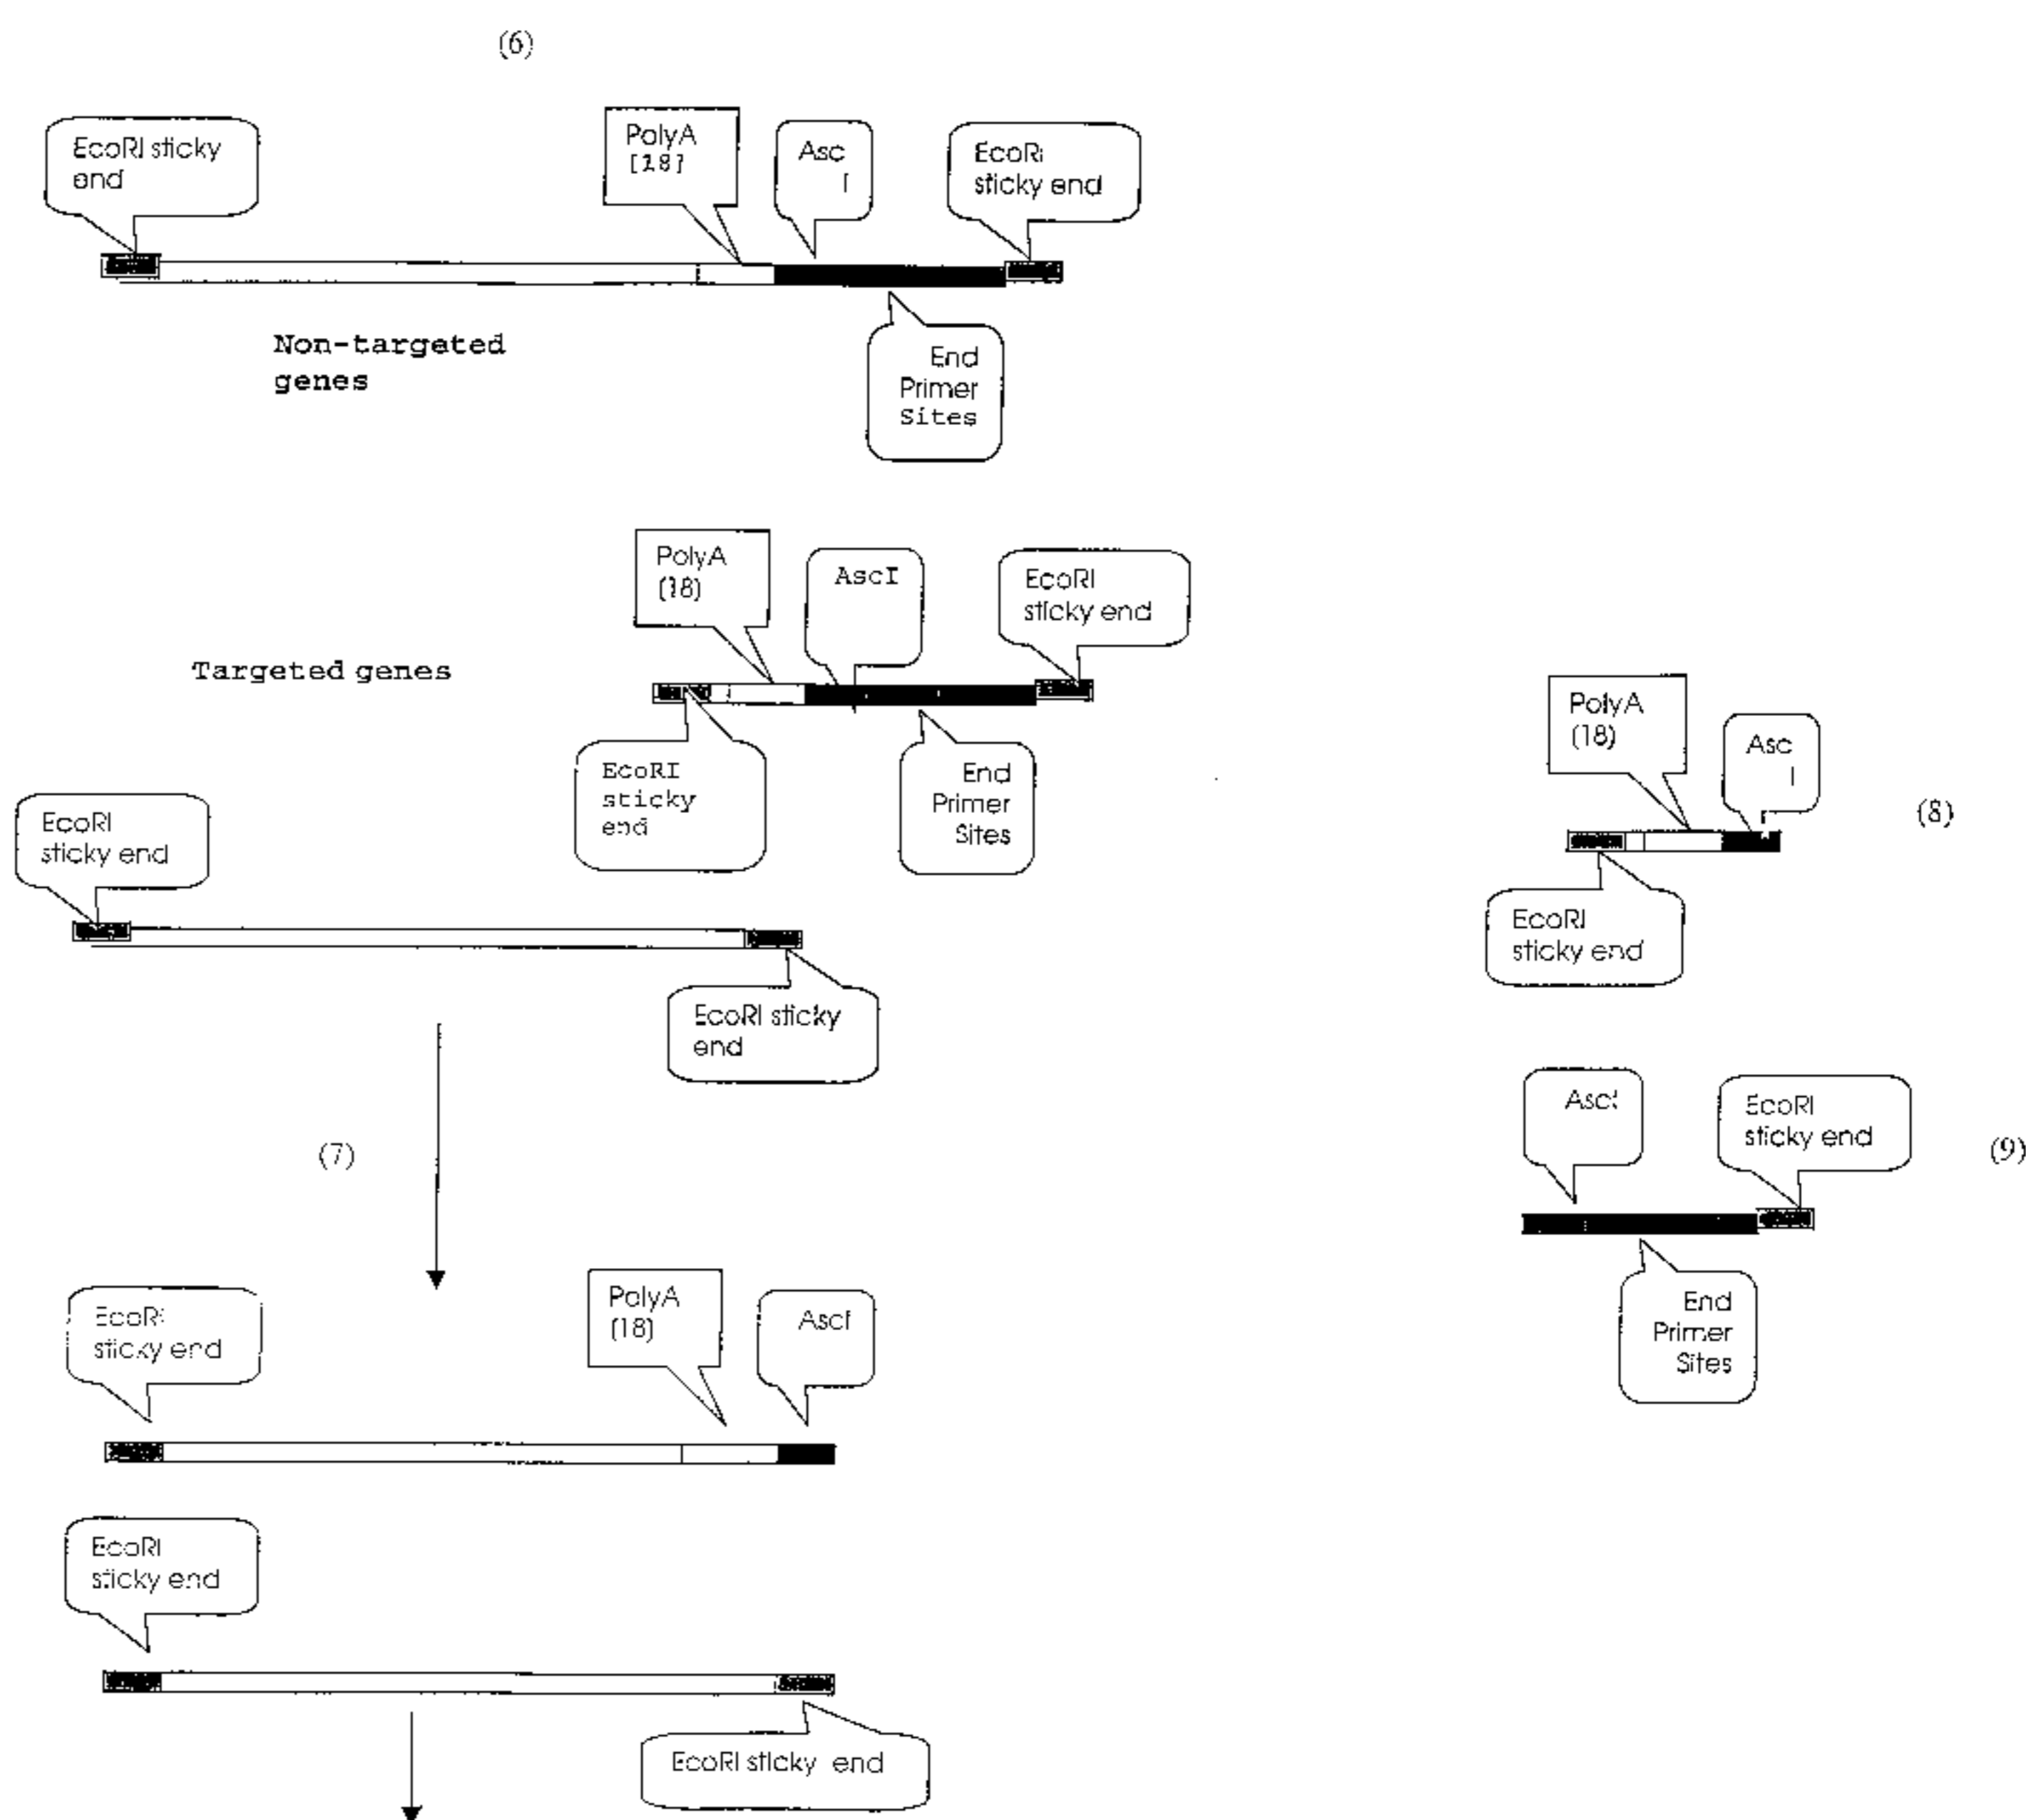 (6)
EcoRI sticky
end
PolyA
[18]
Asc
I
EcoRI
sticky end
Non-targeted
genes
End
Primer
Sites
PolyA
(18)
AscI
EcoRI
sticky end
Targeted genes
EcoRI
sticky
end
End
Primer
Sites
PolyA
(18)
Asc
I
(8)
EcoRI
sticky end
EcoRI
sticky end
EcoRI sticky
end
AscI
EcoRI
sticky end
(9)
(7)
End
Primer
Sites
EcoRI
sticky end
PolyA
(18)
AscI
EcoRI
sticky end
EcoRI sticky end